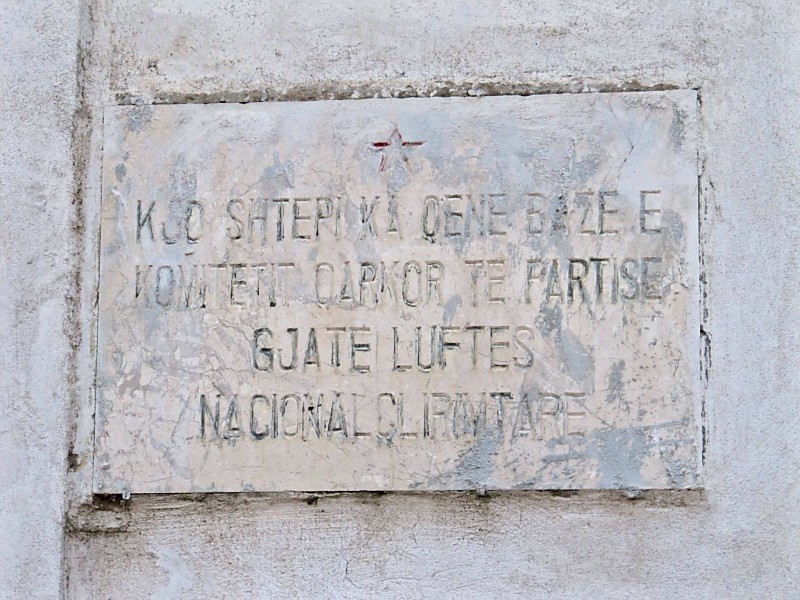 KJO SHTEPI KA QENE BAZE E
KOMITETIT QARKOR TE PARTISE
GJATE LUFTES
NACIONALCLIRIMTARE